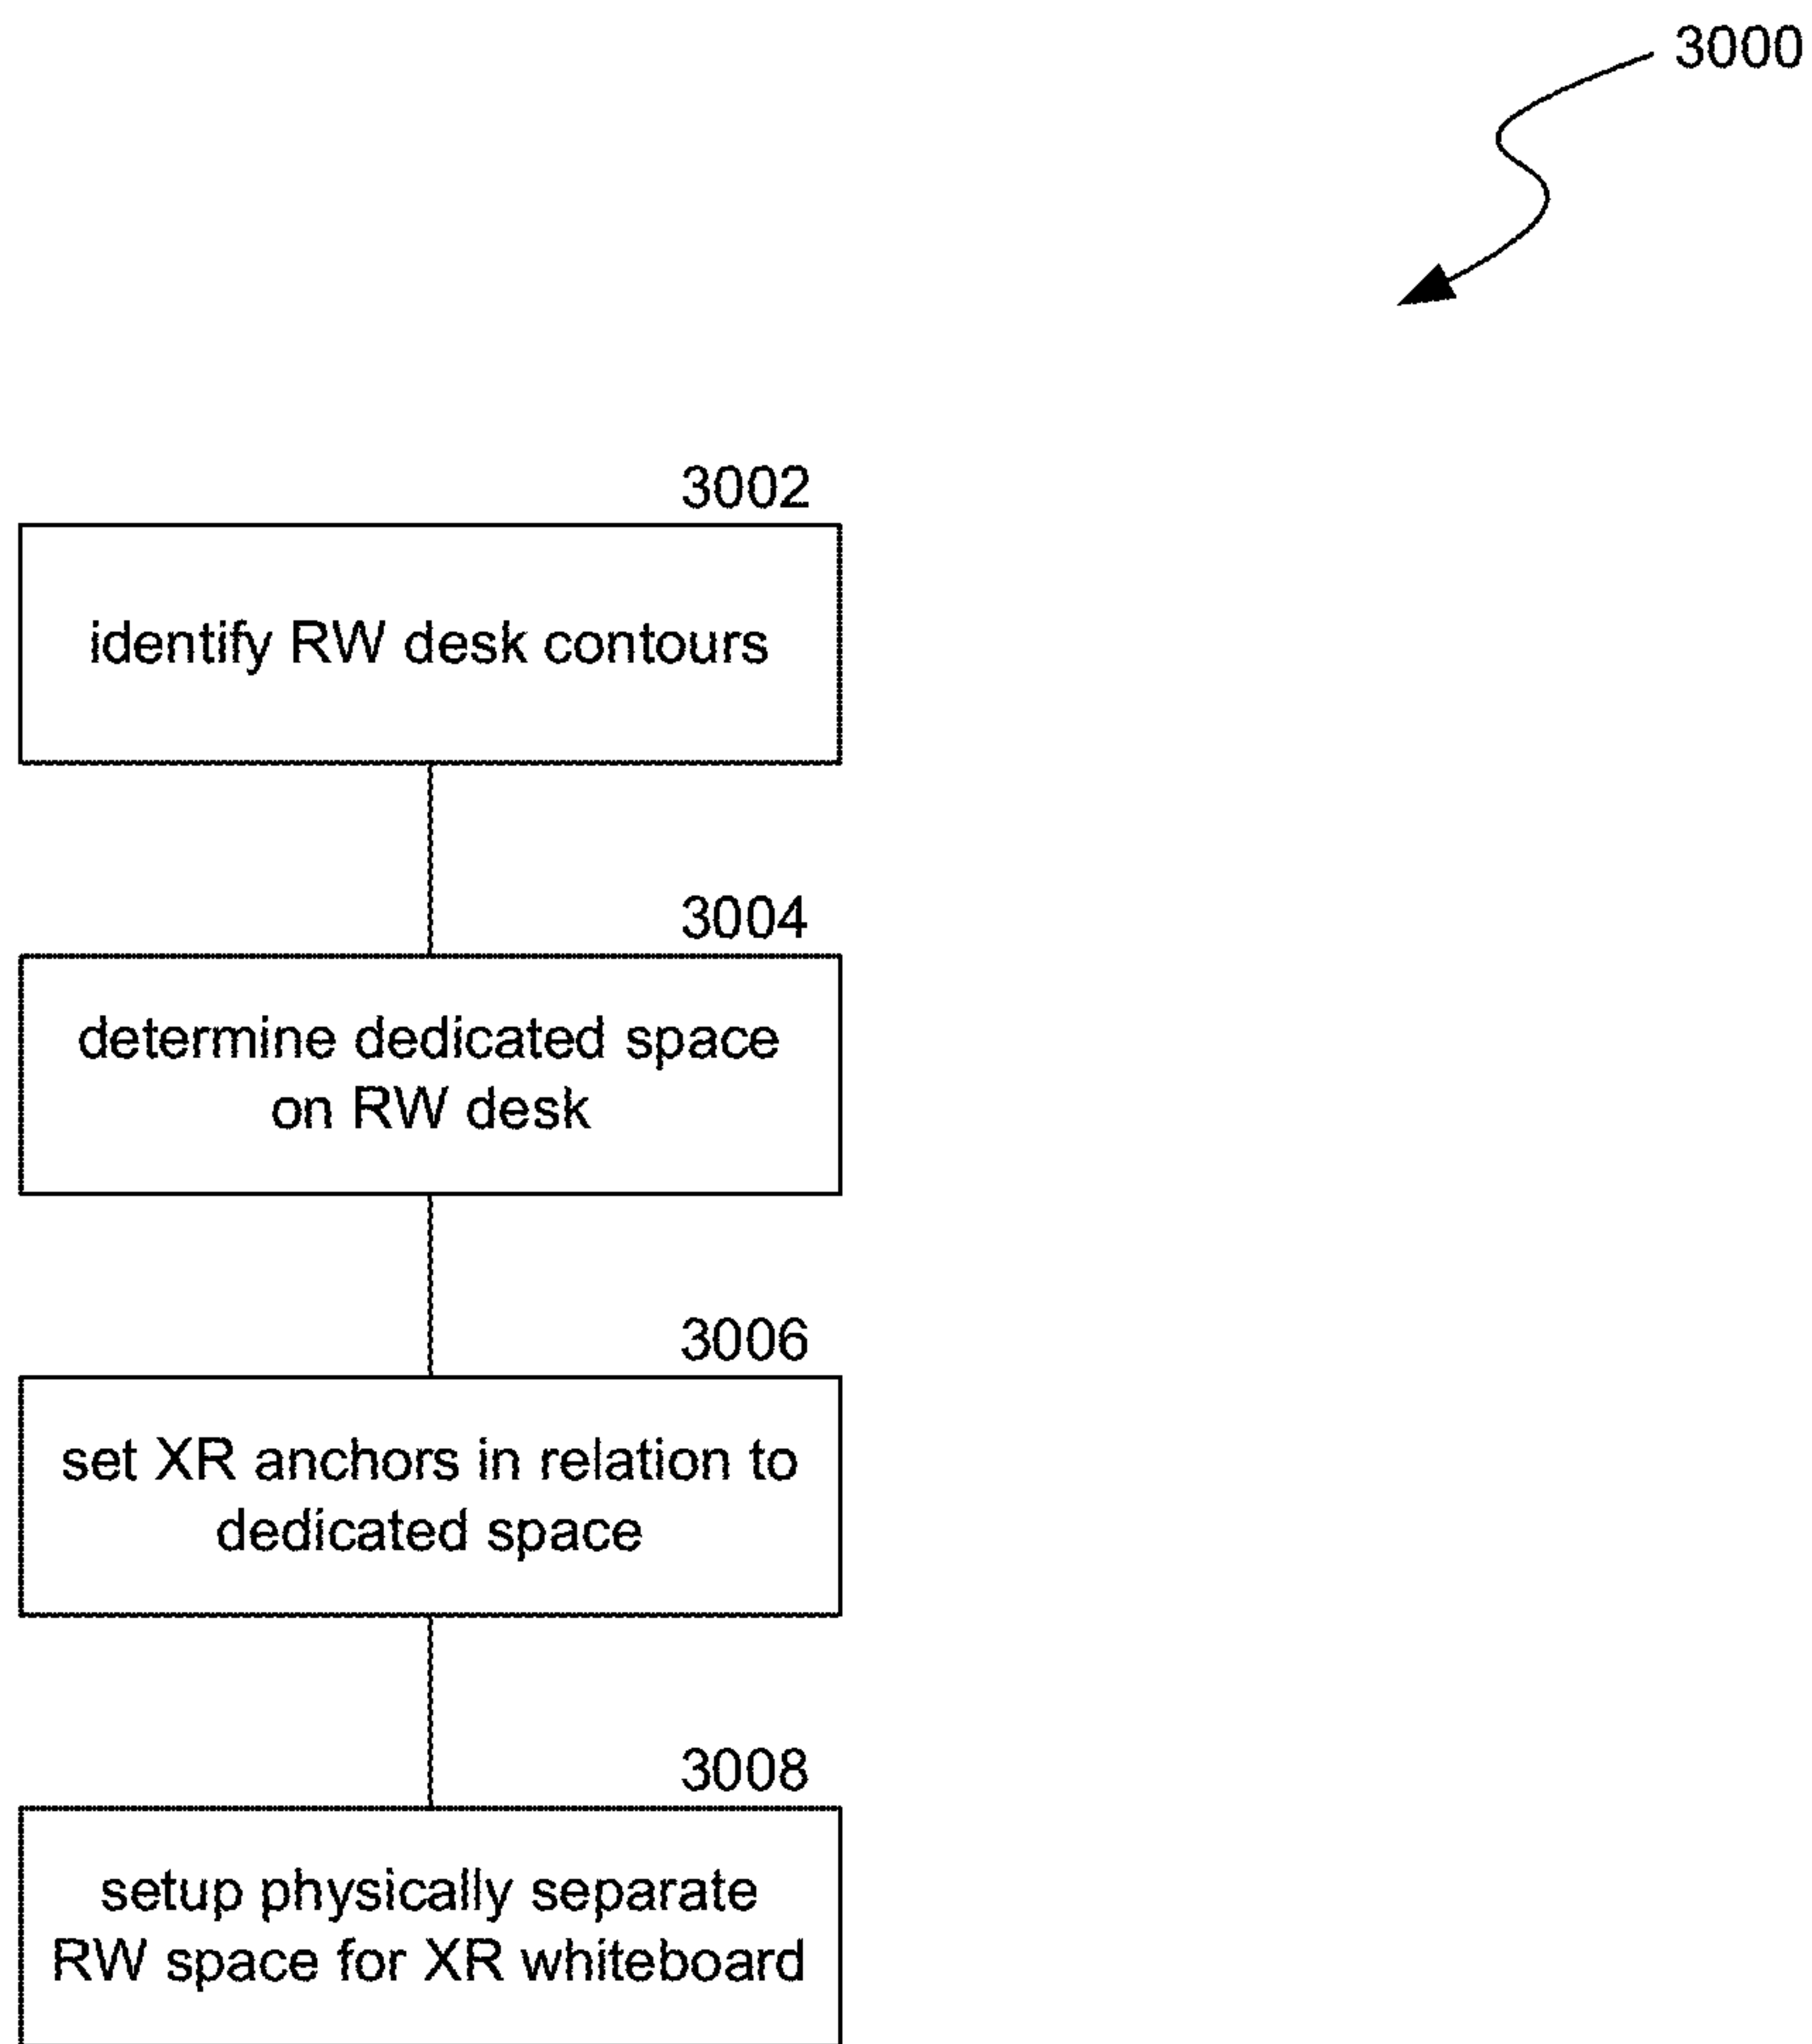 3000
3002
identify RW desk contours
3004
determine dedicated space
on RW desk
3006
set XR anchors in relation to
dedicated space
3008
setup physically separate
RW space for XR whiteboard